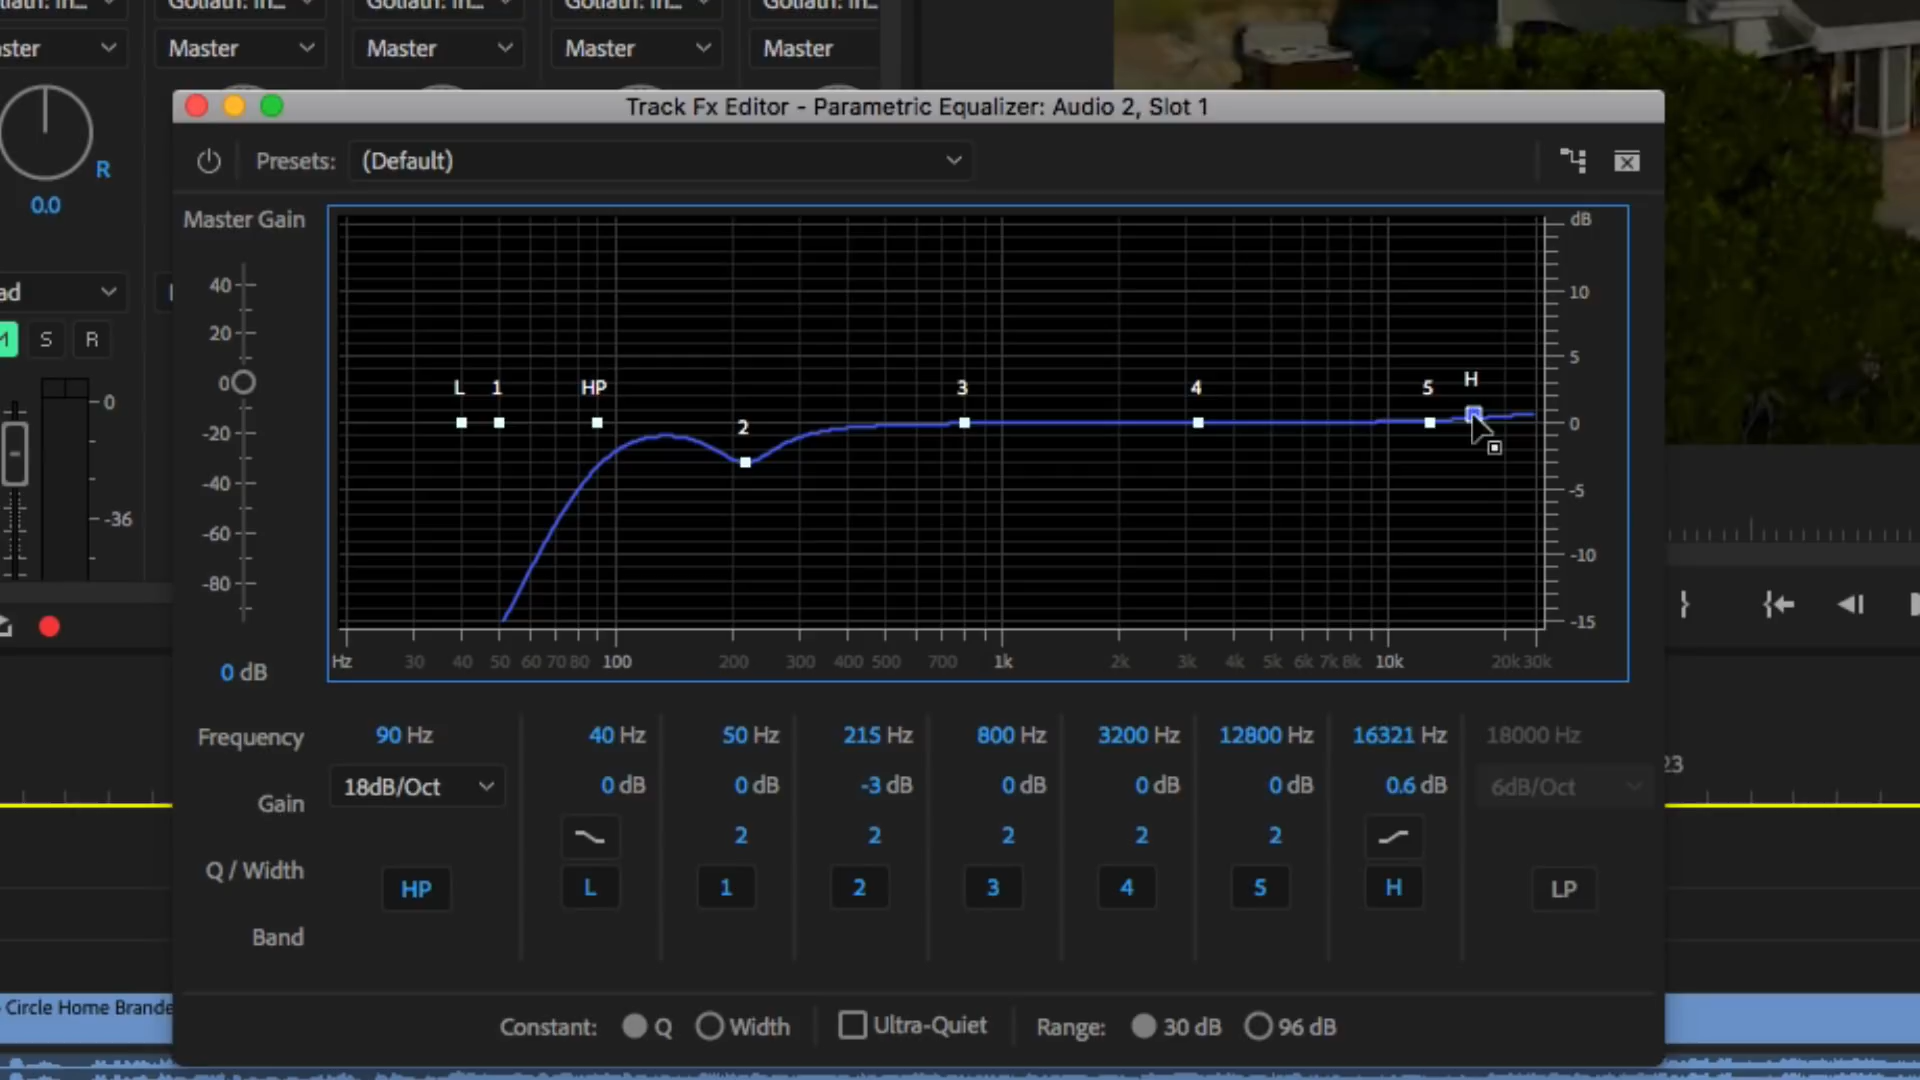 Master Master Master Master
Track Fx Editor - Parametric Equalizer: Audio 2, Slot 1
Presets: (Default)
R
0.0
Master Gain
dB
40
20
0
-20
-40
-60
-80
0 dB
10
5
0
-5
-10
-15
L 1 HP 2 3 4 5 H
S R
0
-36
Hz 30 40 50 60 70 80 100 200 300 400 500 700 1k 2k 3k 4k 5k 6k 7k 8k 10k 20k 30k
Frequency 90 Hz 40 Hz 50 Hz 215 Hz 800 Hz 3200 Hz 12800 Hz 16321 Hz 18000 Hz
23
Gain 18dB/Oct 0 dB 0 dB -3 dB 0 dB 0 dB 0 dB 0.6 dB 6dB/Oct
Q / Width 2 2 2 2 2
Band HP L 1 2 3 4 5 H LP
Circle Home Brande
Constant: Q Width Ultra-Quiet Range: 30 dB 96 dB